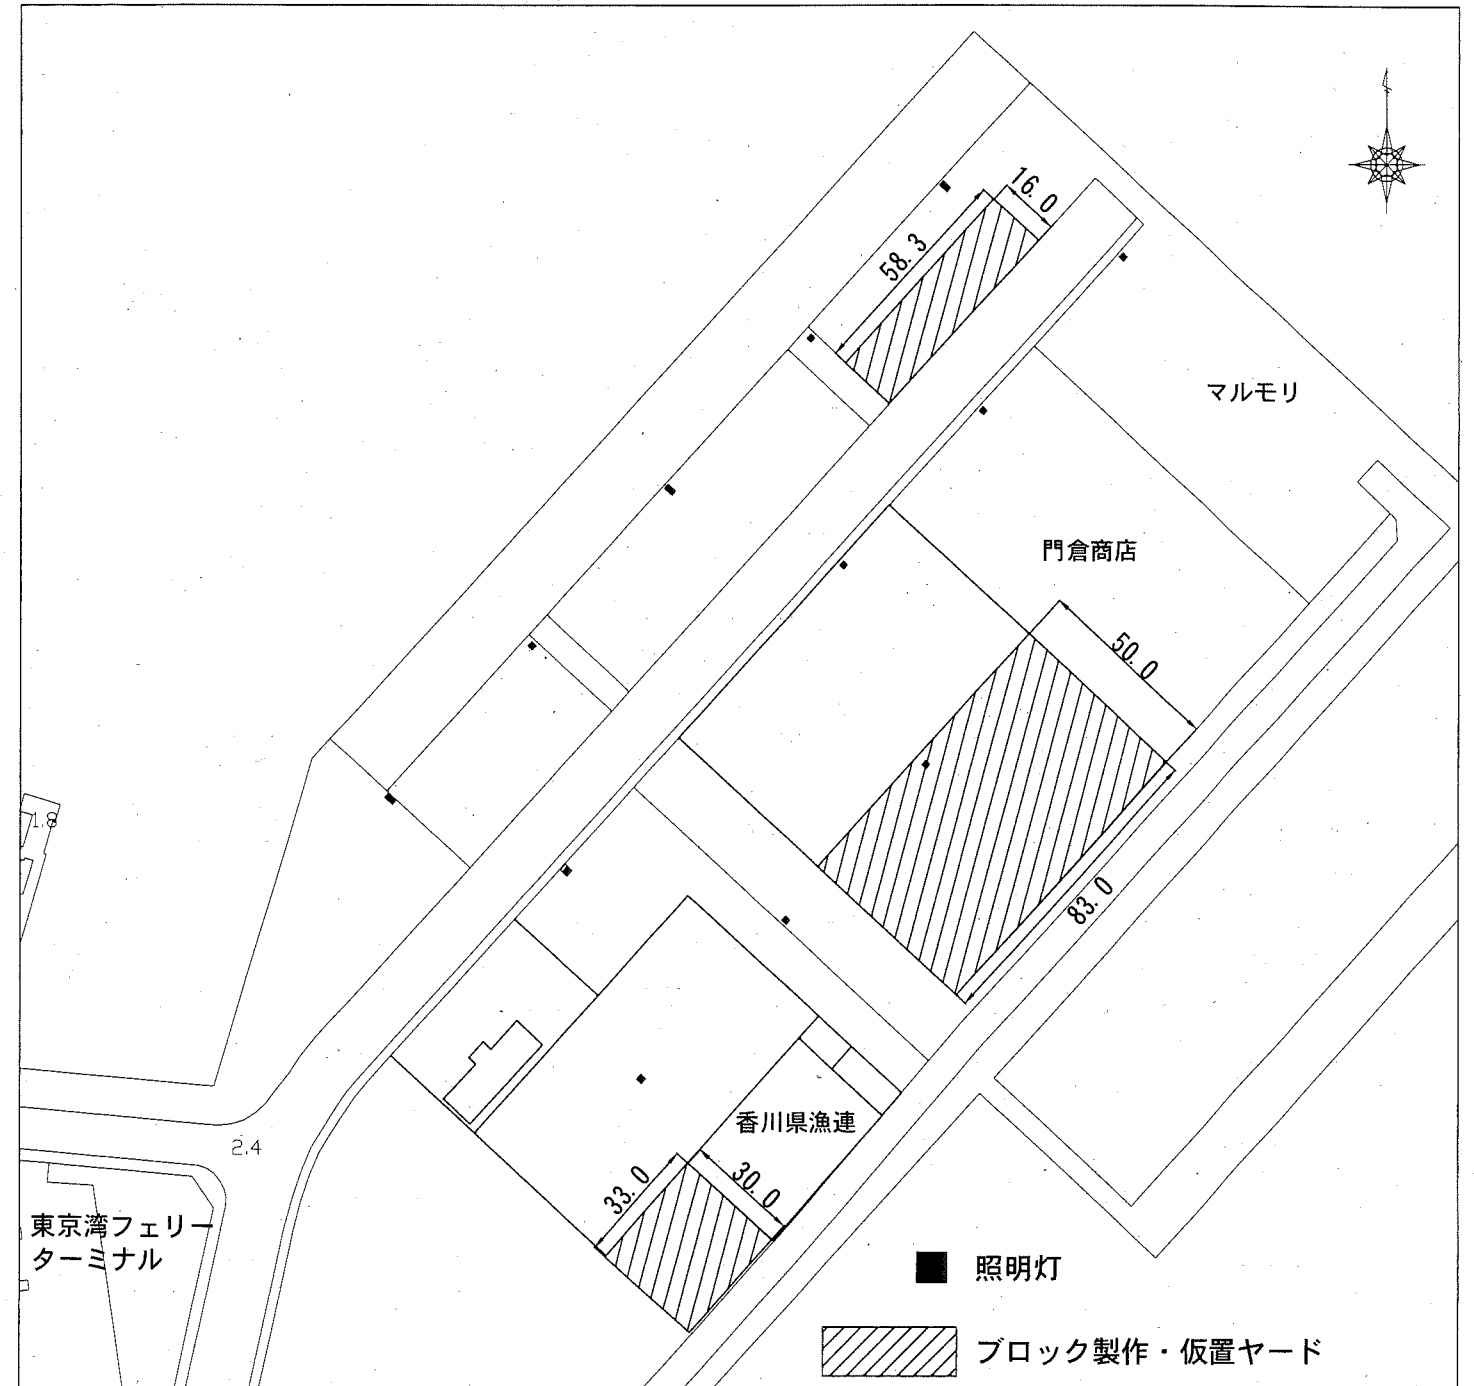 16.0
58.3
マルモリ
門倉商店
50.0
1.8
83.0
香川県漁連
2.4
33.0
30.0
東京湾フェリー
ターミナル
照明灯
ブロック製作・仮置ヤード